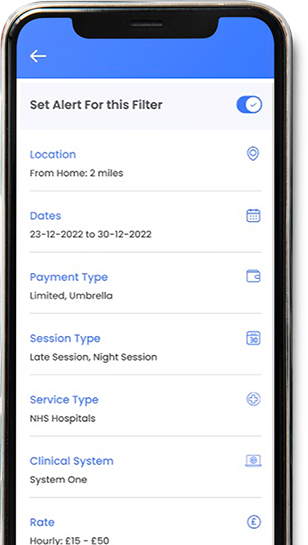 Set Alert For this Filter
Location
From Home: 2 miles
Dates
23-12-2022 to 30-12-2022
Payment Type
Limited, Umbrella
Session Type
Late Session, Night Session
Service Type
NHS Hospitals
Clinical System
System One
Rate
Hourly: £15 - £50